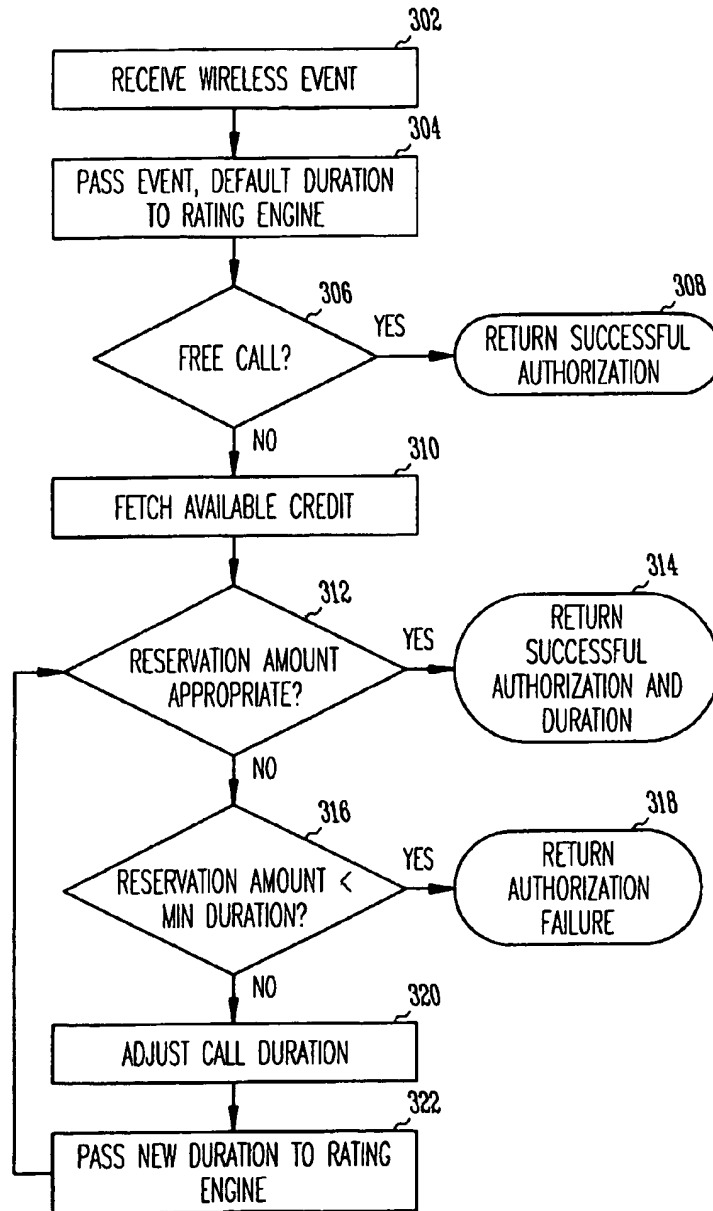 302
RECEIVE WIRELESS EVENT
304
PASS EVENT, DEFAULT DURATION
TO RATING ENGINE
306
FREE CALL?
YES
308
RETURN SUCCESSFUL
AUTHORIZATION
NO
310
FETCH AVAILABLE CREDIT
312
RESERVATION AMOUNT
APPROPRIATE?
YES
314
RETURN
SUCCESSFUL
AUTHORIZATION AND
DURATION
NO
316
RESERVATION AMOUNT <
MIN DURATION?
YES
318
RETURN
AUTHORIZATION
FAILURE
NO
320
ADJUST CALL DURATION
322
PASS NEW DURATION TO RATING
ENGINE